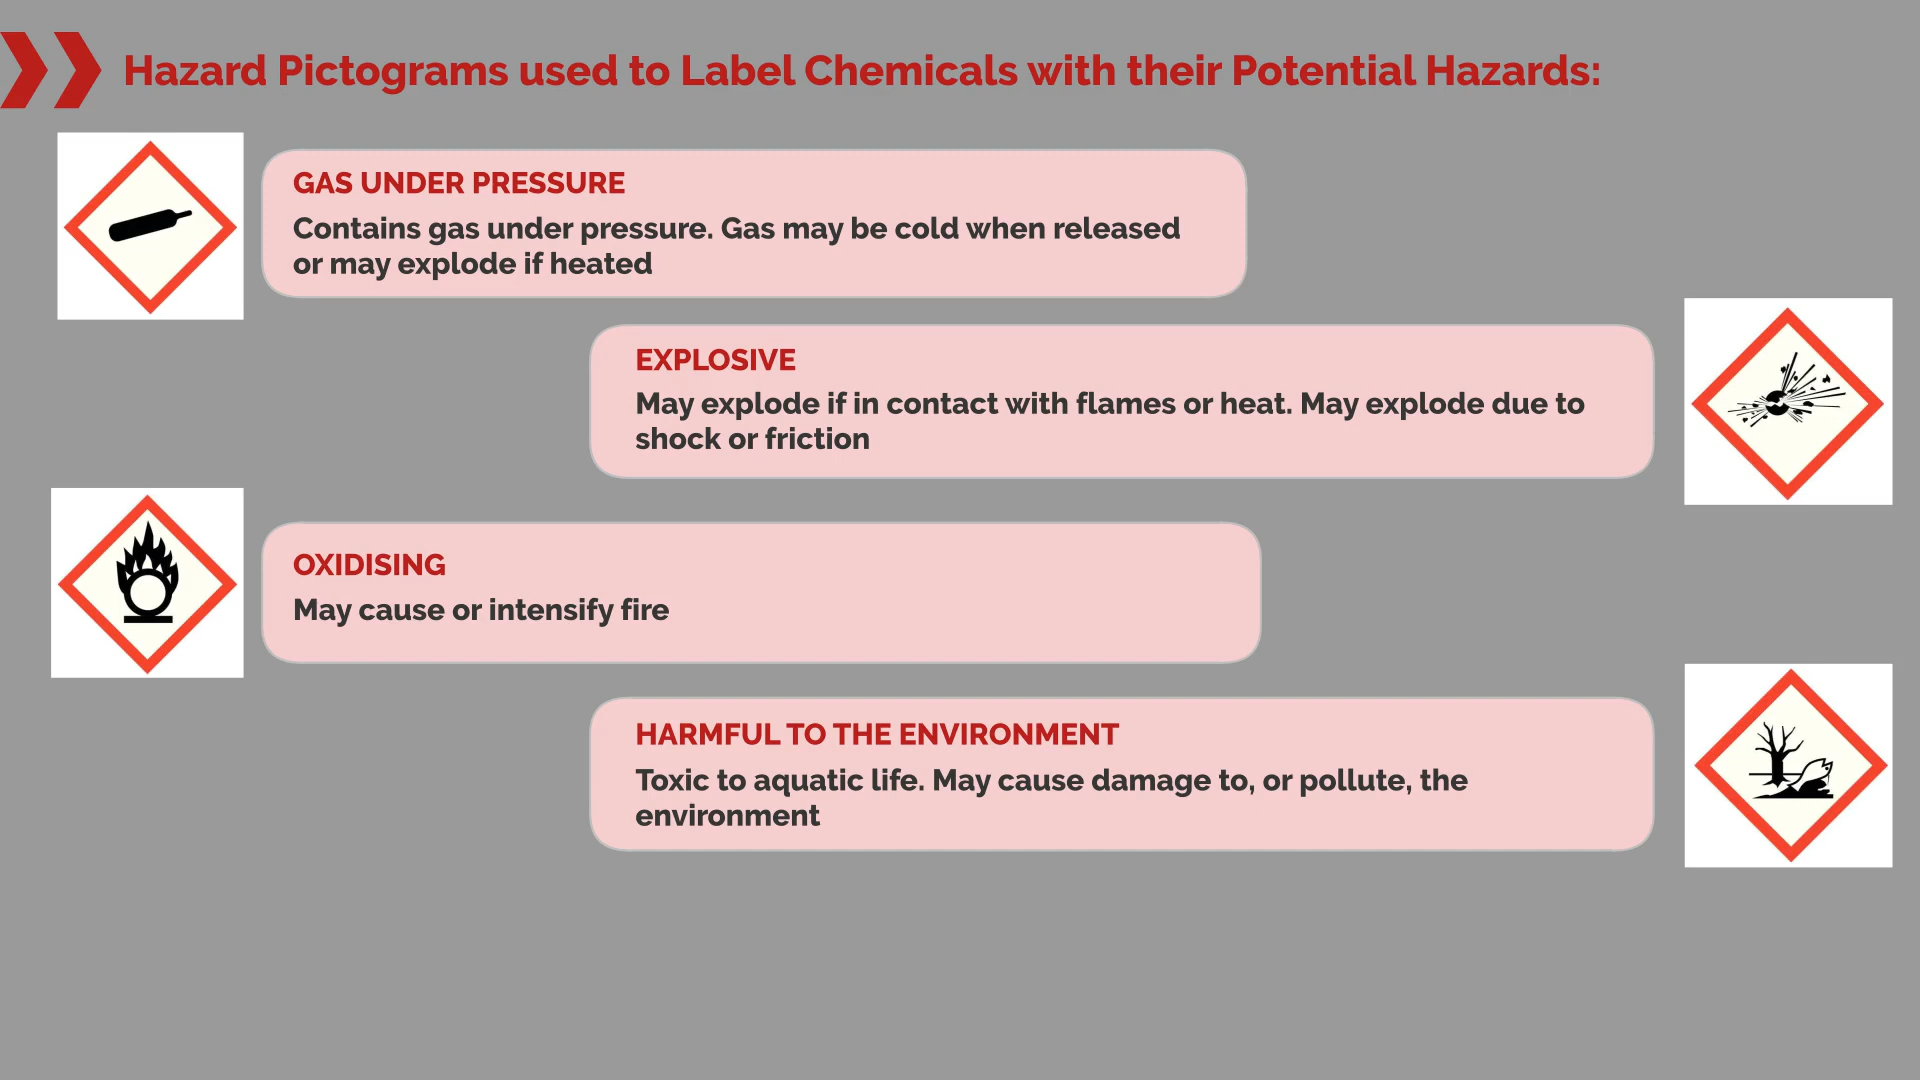 Hazard Pictograms used to Label Chemicals with their Potential Hazards:
GAS UNDER PRESSURE
Contains gas under pressure. Gas may be cold when released
or may explode if heated
EXPLOSIVE
May explode if in contact with flames or heat. May explode due to
shock or friction
OXIDISING
May cause or intensify fire
HARMFUL TO THE ENVIRONMENT
Toxic to aquatic life. May cause damage to, or pollute, the
environment